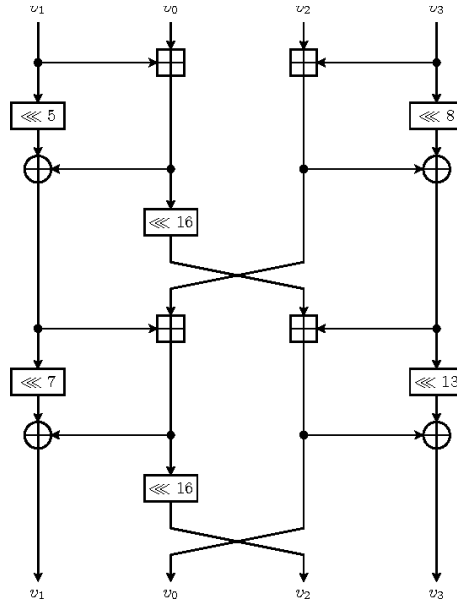 v₁ v₀ v₂ v₃
⋘ 5 ⋘ 8
⋘ 16
⋘ 7 ⋘ 13
⋘ 16
v₁ v₀ v₂ v₃